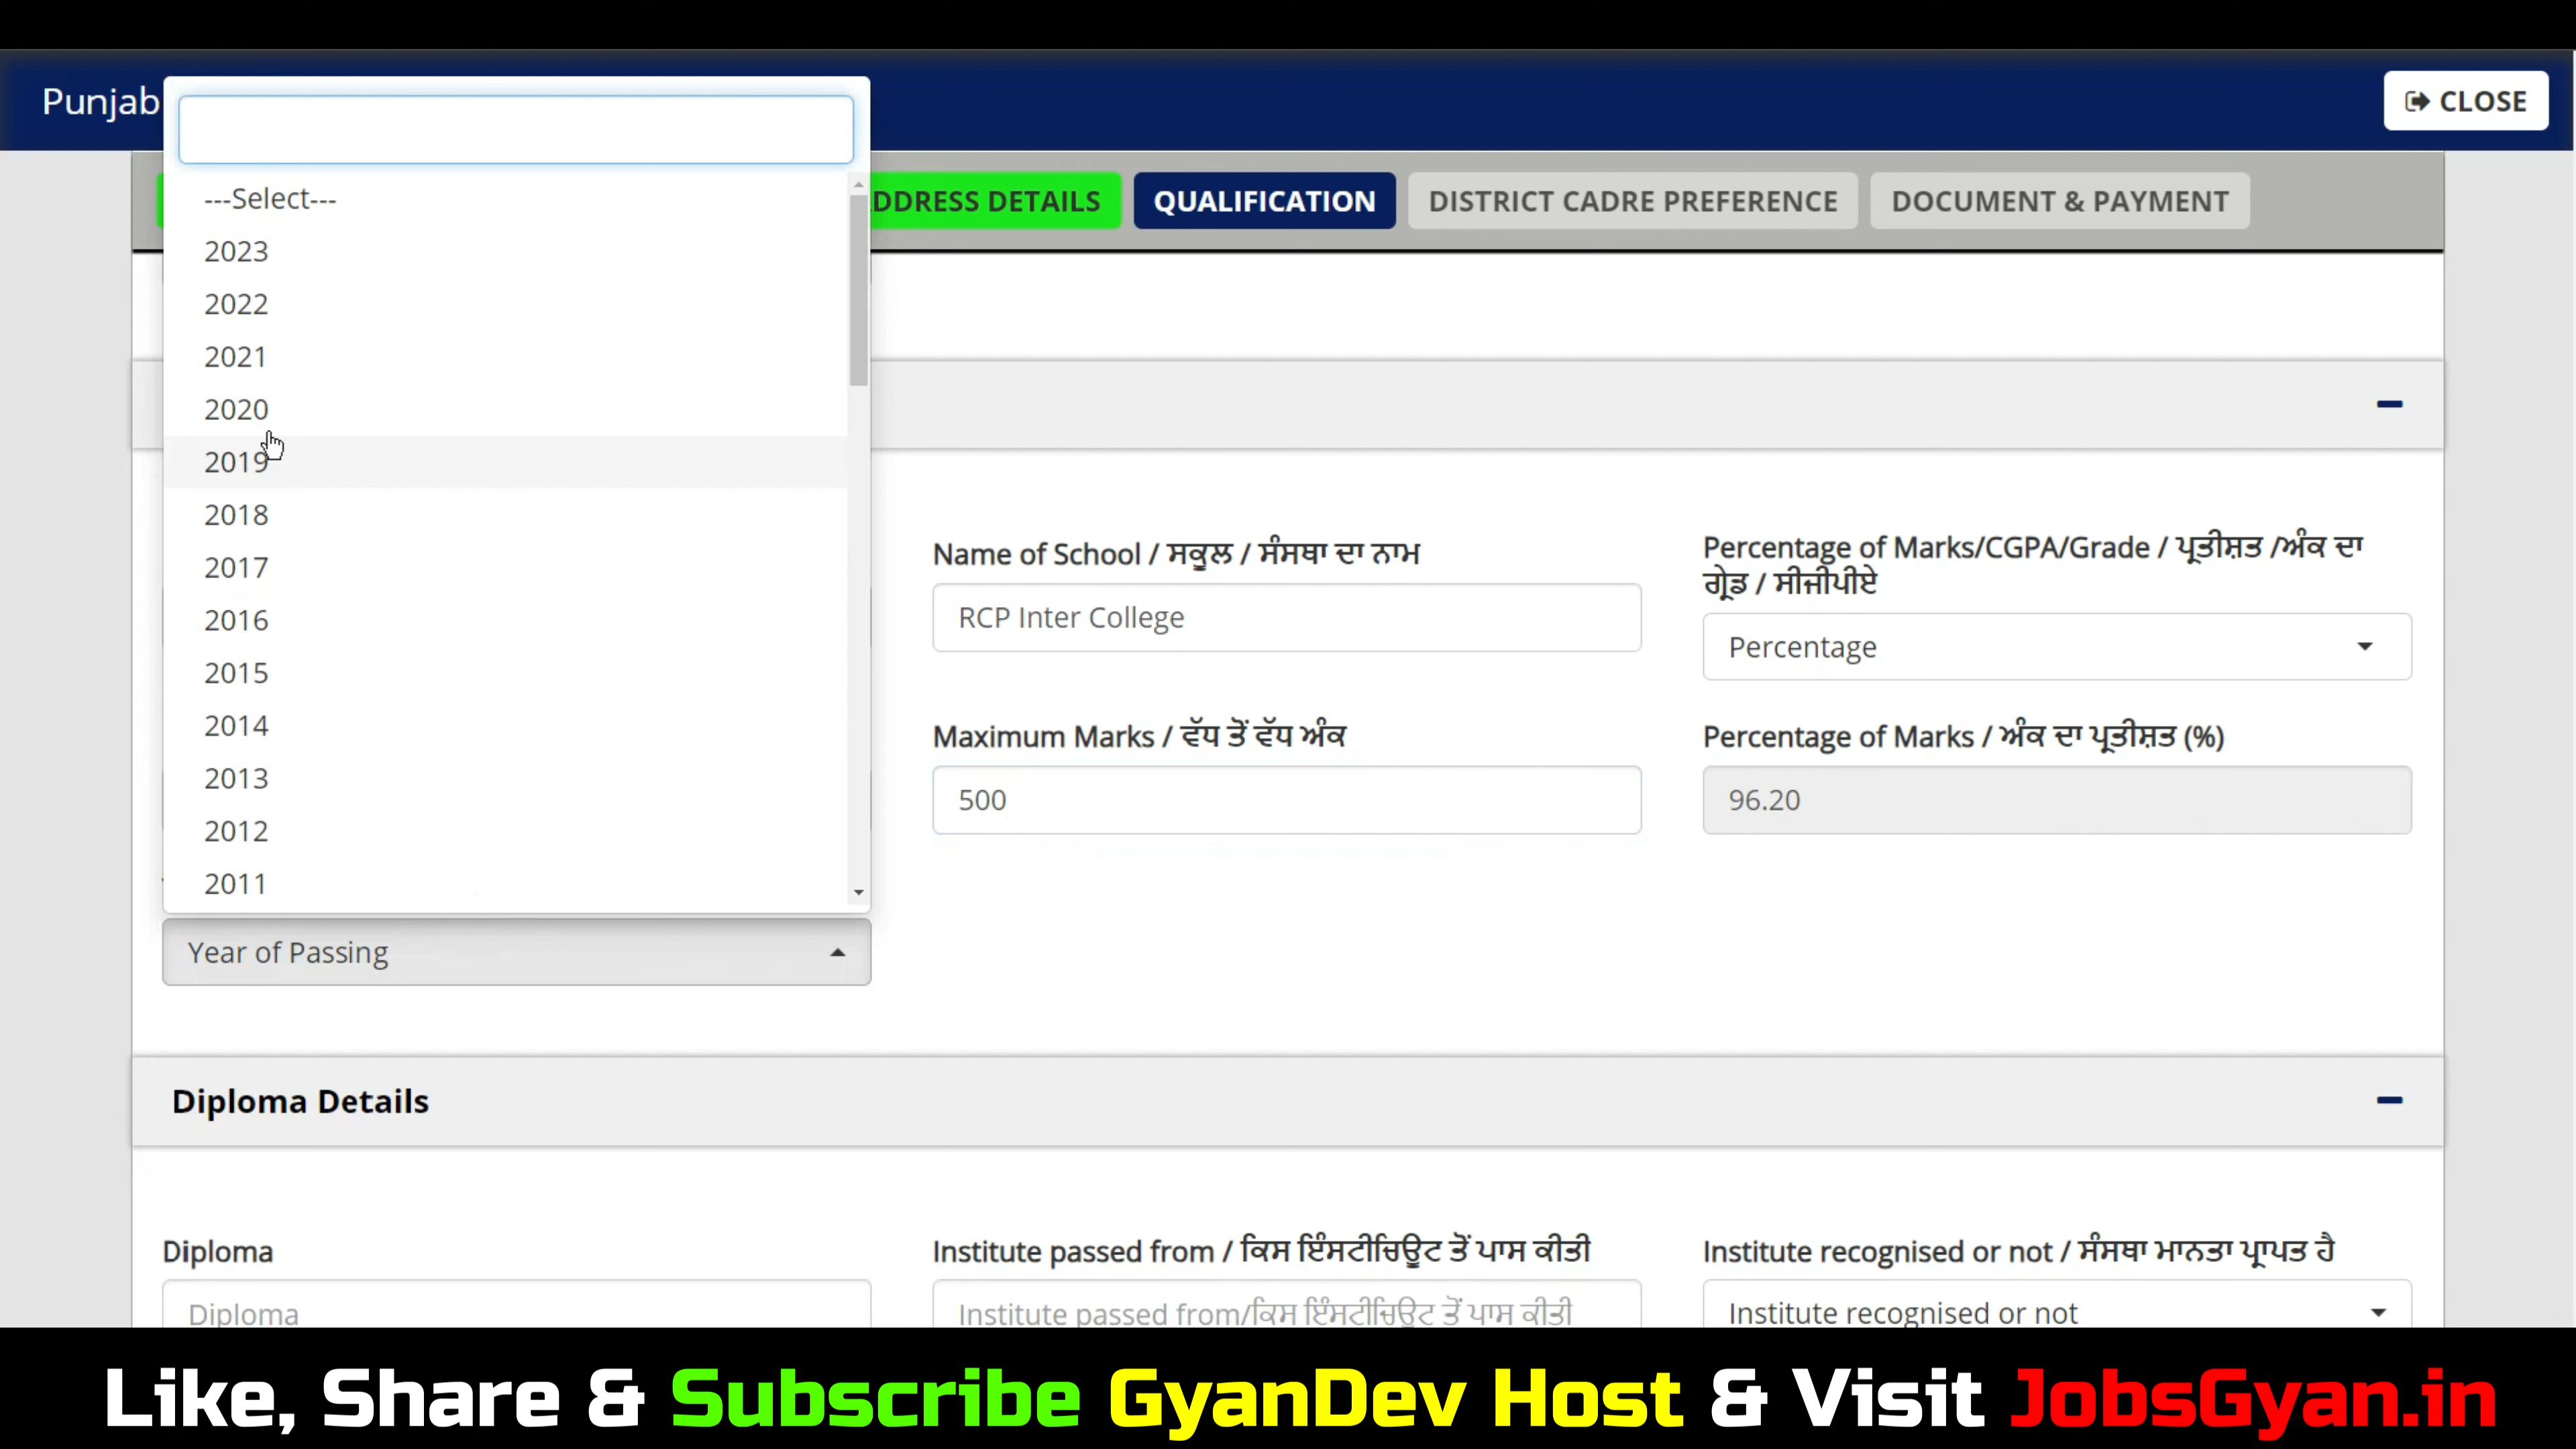 Punjab
CLOSE
DDRESS DETAILS
QUALIFICATION
DISTRICT CADRE PREFERENCE
DOCUMENT & PAYMENT
---Select---
2023
2022
2021
2020
2019
2018
2017
2016
2015
2014
2013
2012
2011
Year of Passing
Name of School / ਸਕੂਲ / ਸੰਸਥਾ ਦਾ ਨਾਮ
RCP Inter College
Percentage of Marks/CGPA/Grade / ਪ੍ਰਤੀਸ਼ਤ /ਅੰਕ ਦਾ
ਗ੍ਰੇਡ / ਸੀਜੀਪੀਏ
Percentage
Maximum Marks / ਵੱਧ ਤੋਂ ਵੱਧ ਅੰਕ
500
Percentage of Marks / ਅੰਕ ਦਾ ਪ੍ਰਤੀਸ਼ਤ (%)
96.20
Diploma Details
Diploma
Diploma
Institute passed from / ਕਿਸ ਇੰਸਟੀਚਿਊਟ ਤੋਂ ਪਾਸ ਕੀਤੀ
Institute passed from/ਕਿਸ ਇੰਸਟੀਚਿਊਟ ਤੋਂ ਪਾਸ ਕੀਤੀ
Institute recognised or not / ਸੰਸਥਾ ਮਾਨਤਾ ਪ੍ਰਾਪਤ ਹੈ
Institute recognised or not
Like, Share & Subscribe GyanDev Host & Visit JobsGyan.in